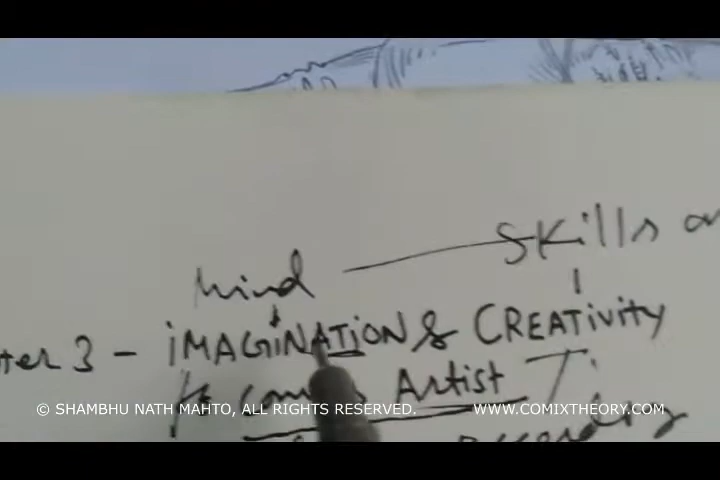 Mind Skills
ter 3 - iMAGiNATiON & CREATiviTy
Artist
© SHAMBHU NATH MAHTO, ALL RIGHTS RESERVED. WWW.COMIXTHEORY.COM